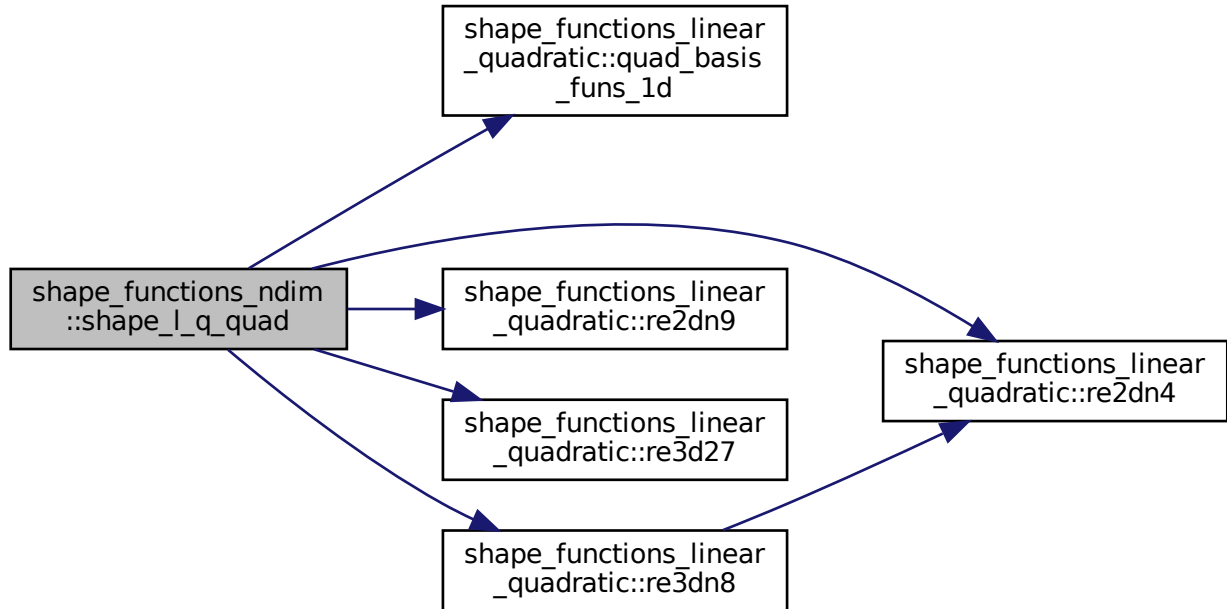 shape_functions_linear
_quadratic::quad_basis
_funs_1d
shape_functions_ndim
::shape_l_q_quad
shape_functions_linear
_quadratic::re2dn9
shape_functions_linear
_quadratic::re2dn4
shape_functions_linear
_quadratic::re3d27
shape_functions_linear
_quadratic::re3dn8